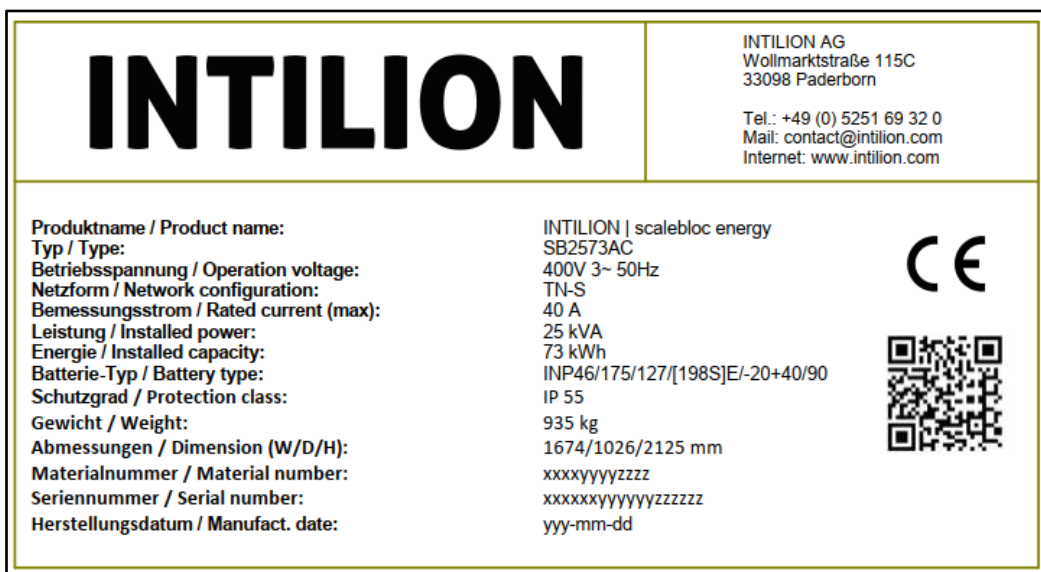 INTILION
INTILION AG
Wollmarktstraße 115C
33098 Paderborn
Tel.: +49 (0) 5251 69 32 0
Mail: contact@intilion.com
Internet: www.intilion.com
Produktname / Product name: INTILION | scalebloc energy
Typ / Type: SB2573AC
Betriebsspannung / Operation voltage: 400V 3~ 50Hz
Netzform / Network configuration: TN-S
Bemessungsstrom / Rated current (max): 40 A
Leistung / Installed power: 25 kVA
Energie / Installed capacity: 73 kWh
Batterie-Typ / Battery type: INP46/175/127/[198S]E/-20+40/90
Schutzgrad / Protection class: IP 55
Gewicht / Weight: 935 kg
Abmessungen / Dimension (W/D/H): 1674/1026/2125 mm
Materialnummer / Material number: xxxxyyyyzzzz
Seriennummer / Serial number: xxxxxxyyyyyyzzzzzz
Herstellungsdatum / Manufact. date: yyy-mm-dd
CE